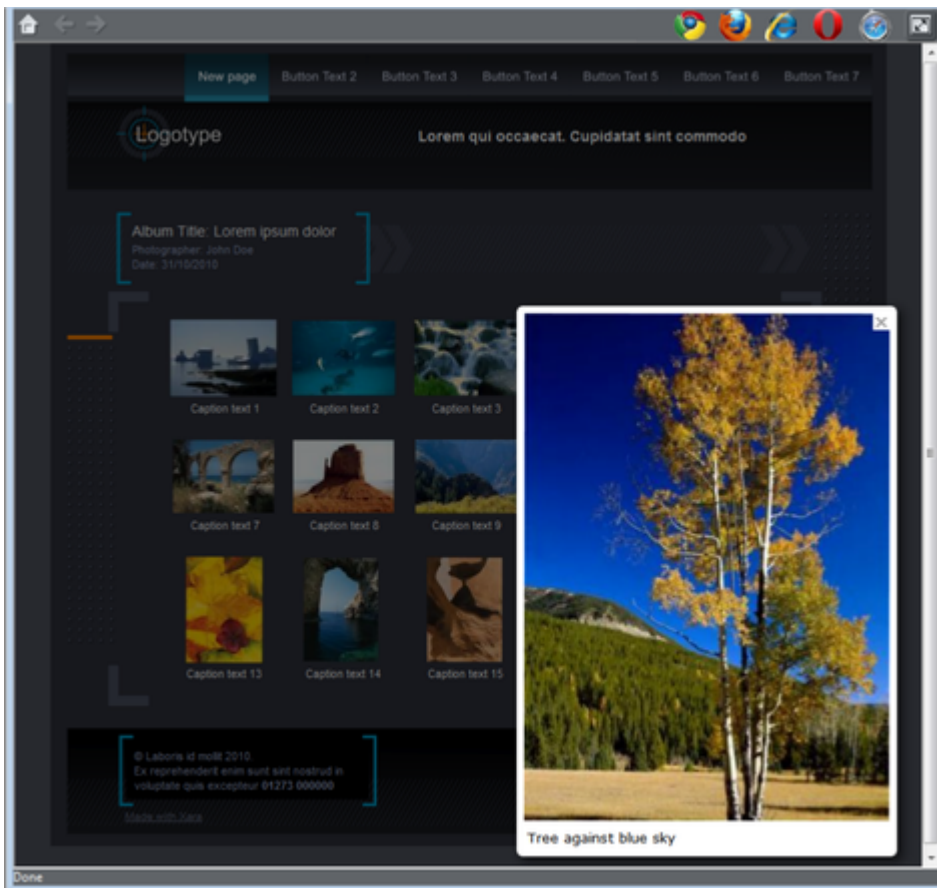 New page Button Text 2 Button Text 3 Button Text 4 Button Text 5 Button Text 6 Button Text 7
Logotype
Lorem qui occaecat. Cupidatat sint commodo
Album Title: Lorem ipsum dolor
Photographer: John Doe
Date: 31/10/2010
Caption text 1 Caption text 2 Caption text 3
Caption text 7 Caption text 8 Caption text 9
Caption text 13 Caption text 14 Caption text 15
Tree against blue sky
© Laboris id mollit 2010.
Ex reprehenderit enim sunt sint nostrud in
voluptate quis excepteur 01273 000000
Made with Xara
Done